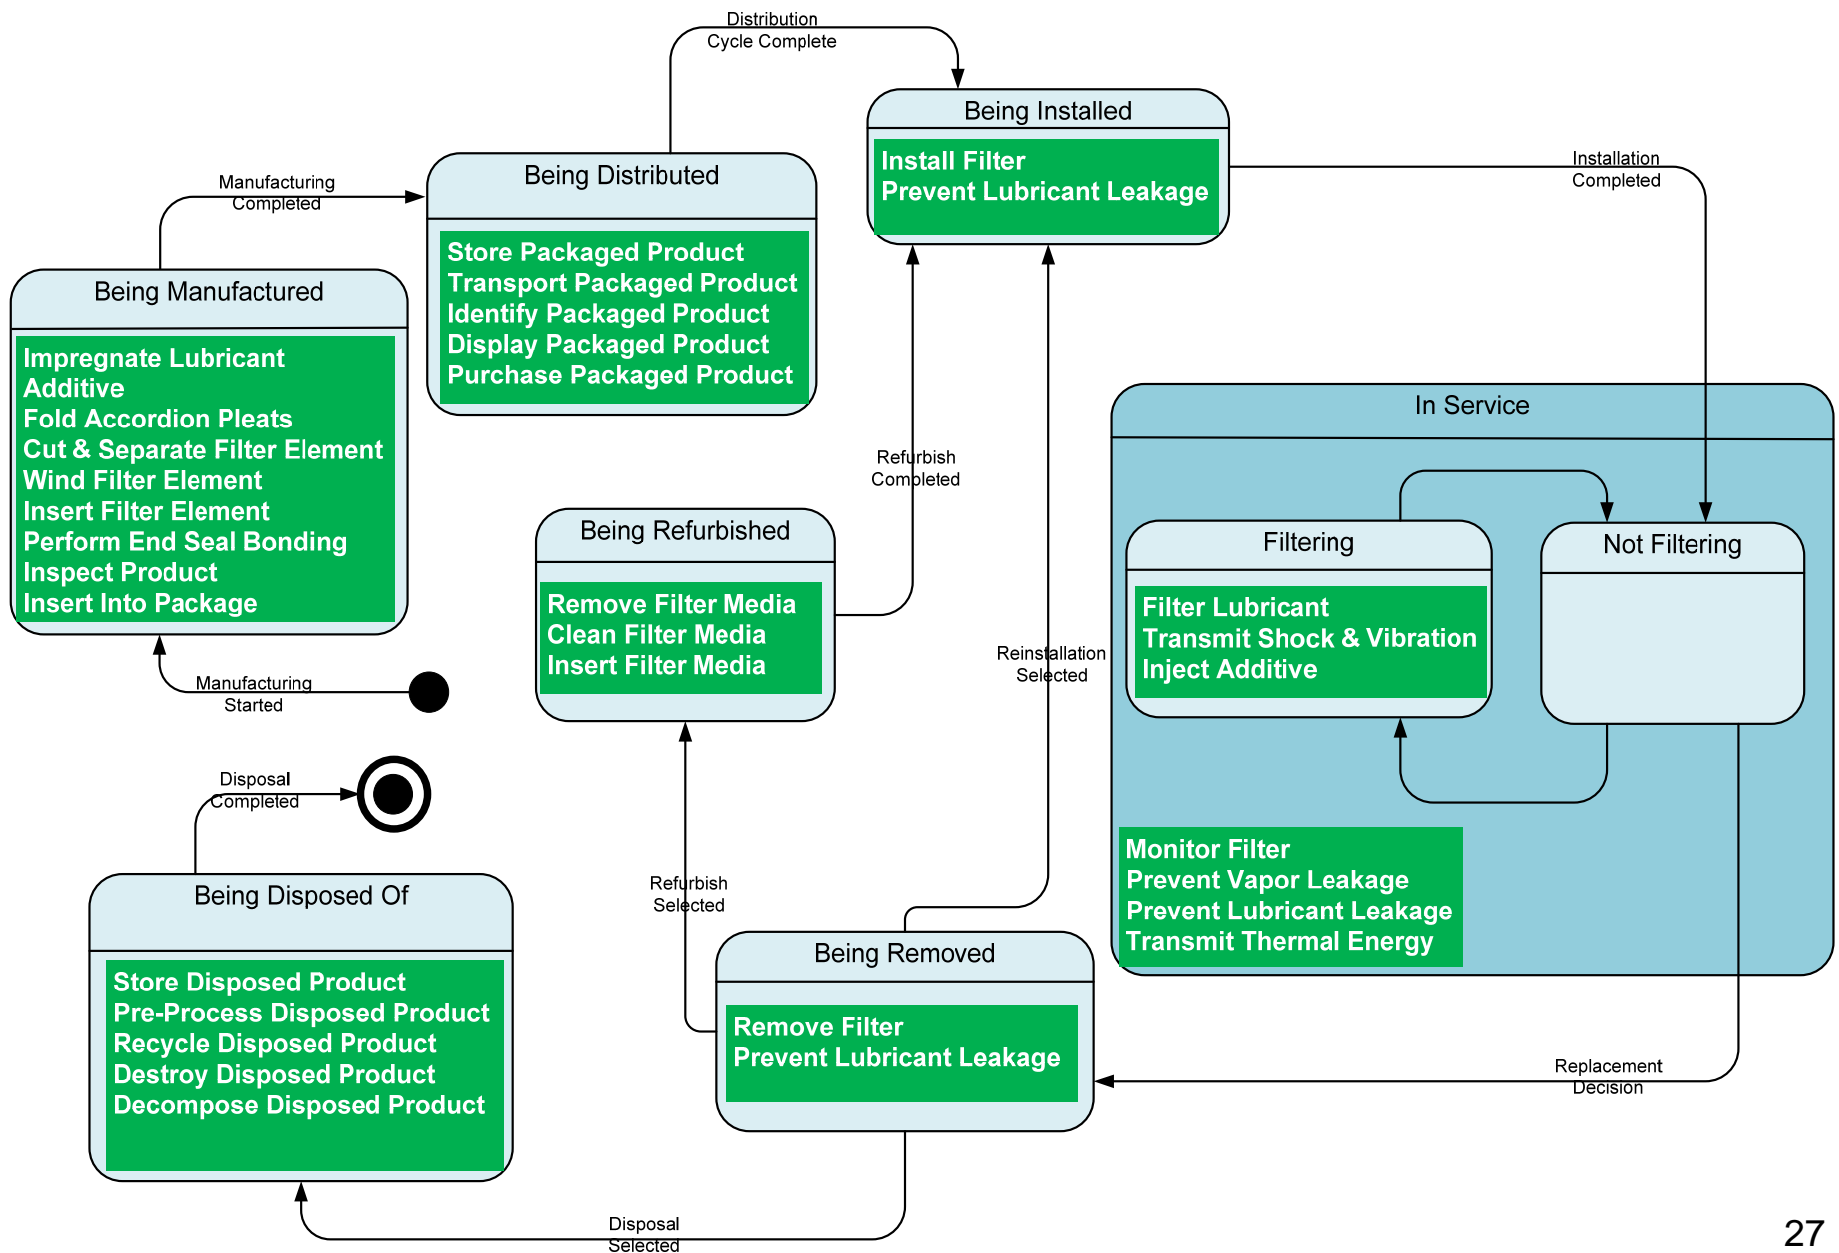 Distribution
Cycle Complete
Being Installed
Install Filter
Prevent Lubricant Leakage
Installation
Completed
Being Distributed
Store Packaged Product
Transport Packaged Product
Identify Packaged Product
Display Packaged Product
Purchase Packaged Product
Manufacturing
Completed
Being Manufactured
Impregnate Lubricant
Additive
Fold Accordion Pleats
Cut & Separate Filter Element
Wind Filter Element
Insert Filter Element
Perform End Seal Bonding
Inspect Product
Insert Into Package
Manufacturing
Started
In Service
Filtering
Filter Lubricant
Transmit Shock & Vibration
Inject Additive
Not Filtering
Monitor Filter
Prevent Vapor Leakage
Prevent Lubricant Leakage
Transmit Thermal Energy
Refurbish
Completed
Being Refurbished
Remove Filter Media
Clean Filter Media
Insert Filter Media
Reinstallation
Selected
Disposal
Completed
Refurbish
Selected
Being Disposed Of
Store Disposed Product
Pre-Process Disposed Product
Recycle Disposed Product
Destroy Disposed Product
Decompose Disposed Product
Being Removed
Remove Filter
Prevent Lubricant Leakage
Replacement
Decision
Disposal
Selected
27